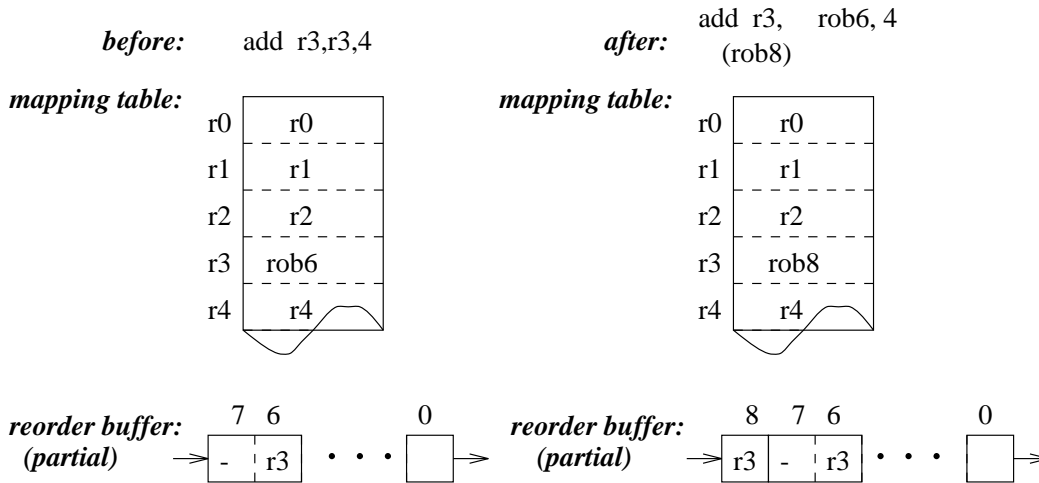 before: add r3,r3,4
mapping table:
r0 r0
r1 r1
r2 r2
r3 rob6
r4 r4
7 6 0
reorder buffer:
(partial) - r3 • • •
after: add r3, rob6, 4
(rob8)
mapping table:
r0 r0
r1 r1
r2 r2
r3 rob8
r4 r4
8 7 6 0
reorder buffer:
(partial) r3 - r3 • • •